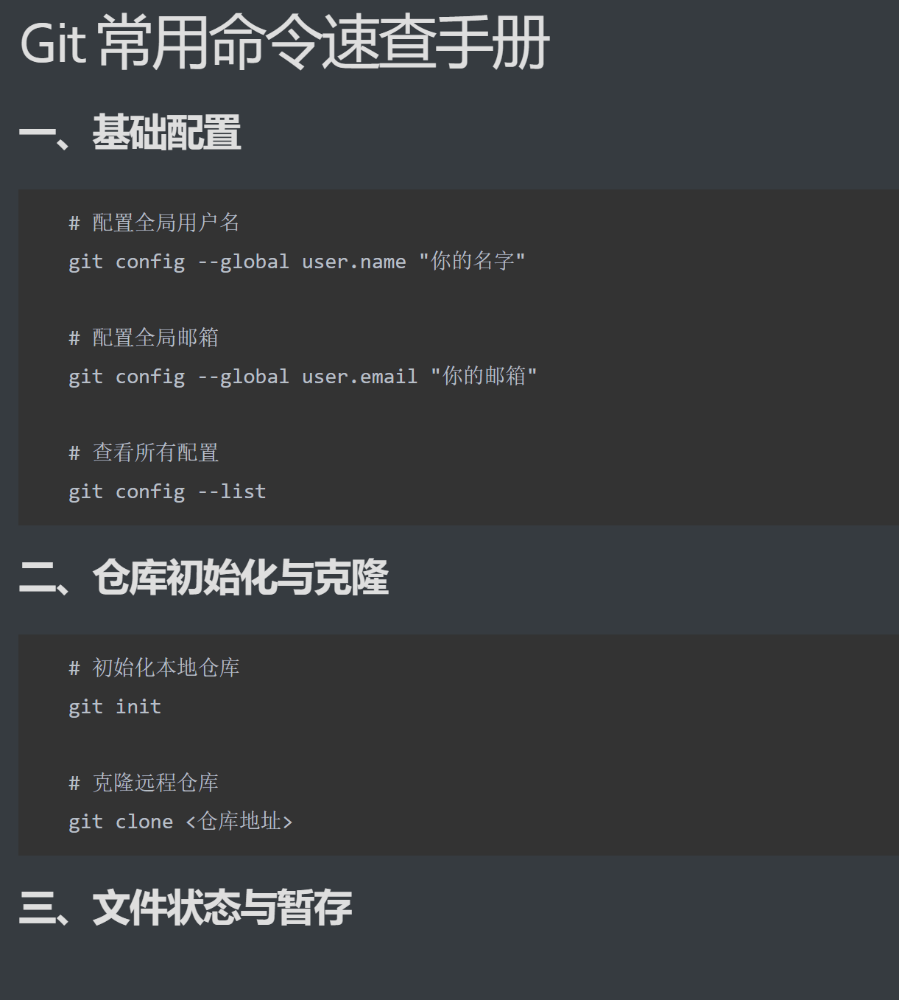 Git 常用命令速查手册
一、基础配置
# 配置全局用户名
git config --global user.name "你的名字"
# 配置全局邮箱
git config --global user.email "你的邮箱"
# 查看所有配置
git config --list
二、仓库初始化与克隆
# 初始化本地仓库
git init
# 克隆远程仓库
git clone <仓库地址>
三、文件状态与暂存